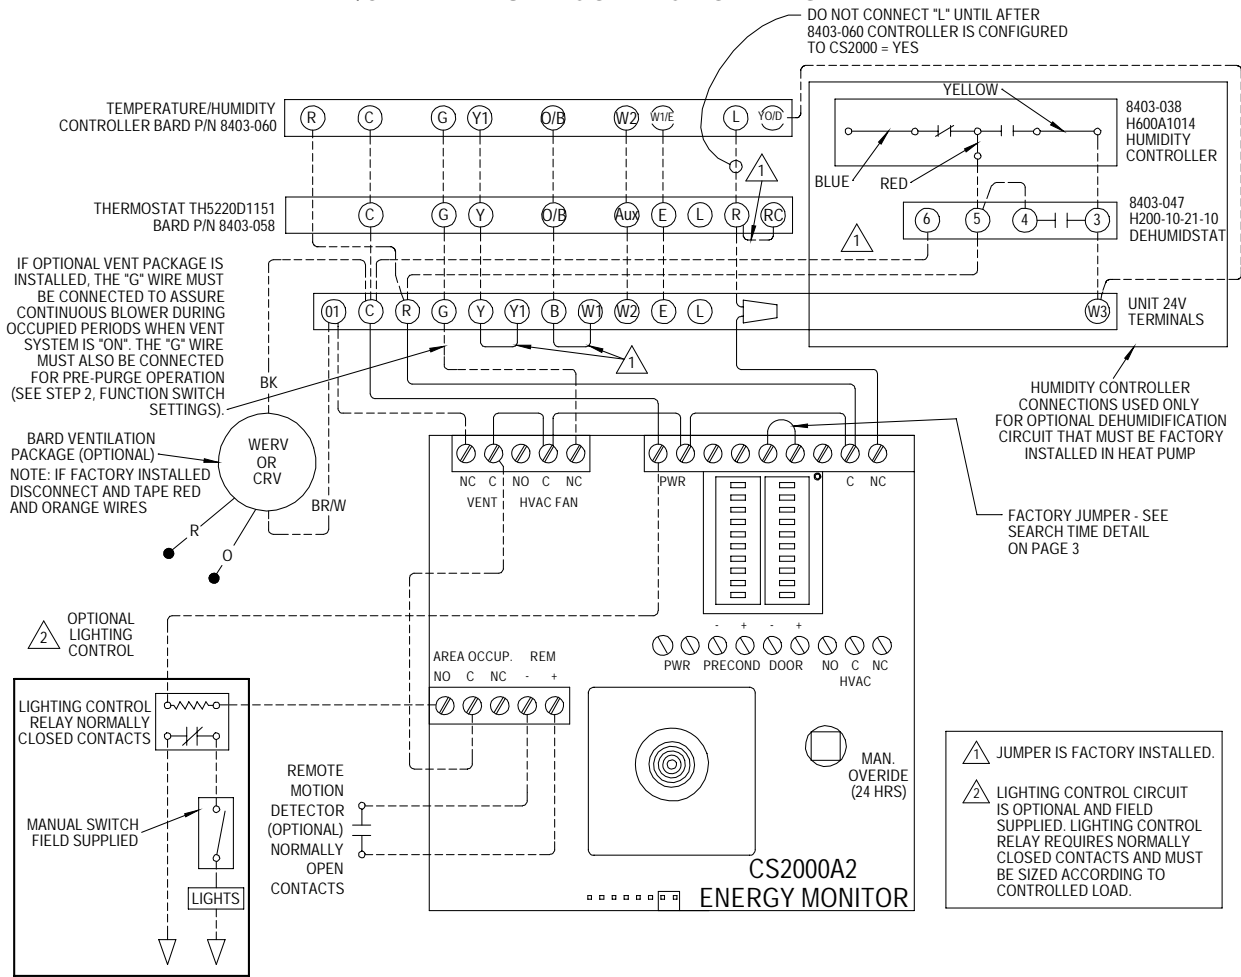 DO NOT CONNECT "L" UNTIL AFTER
8403-060 CONTROLLER IS CONFIGURED
TO CS2000 = YES
TEMPERATURE/HUMIDITY
CONTROLLER BARD P/N 8403-060
R C G Y1 O/B W2 W1/E L YO/D
YELLOW
BLUE
RED
8403-038
H600A1014
HUMIDITY
CONTROLLER
1
THERMOSTAT TH5220D1151
BARD P/N 8403-058
C G Y O/B Aux E L R RC
1
6 5 4 3
8403-047
H200-10-21-10
DEHUMIDSTAT
IF OPTIONAL VENT PACKAGE IS
INSTALLED, THE "G" WIRE MUST
BE CONNECTED TO ASSURE
CONTINUOUS BLOWER DURING
OCCUPIED PERIODS WHEN VENT
SYSTEM IS "ON". THE "G" WIRE
MUST ALSO BE CONNECTED
FOR PRE-PURGE OPERATION
(SEE STEP 2, FUNCTION SWITCH
SETTINGS).
01 C R G Y Y1 B W1 W2 E L W3
UNIT 24V
TERMINALS
1
HUMIDITY CONTROLLER
CONNECTIONS USED ONLY
FOR OPTIONAL DEHUMIDIFICATION
CIRCUIT THAT MUST BE FACTORY
INSTALLED IN HEAT PUMP
BK
BARD VENTILATION
PACKAGE (OPTIONAL)
NOTE: IF FACTORY INSTALLED
DISCONNECT AND TAPE RED
AND ORANGE WIRES
WERV
OR
CRV
BR/W
R
O
NC C NO C NC
VENT HVAC FAN
PWR C NC
FACTORY JUMPER - SEE
SEARCH TIME DETAIL
ON PAGE 3
- + - +
PWR PRECOND DOOR NO C NC
HVAC
2
OPTIONAL
LIGHTING
CONTROL
AREA OCCUP. REM
NO C NC - +
LIGHTING CONTROL
RELAY NORMALLY
CLOSED CONTACTS
MANUAL SWITCH
FIELD SUPPLIED
LIGHTS
REMOTE
MOTION
DETECTOR
(OPTIONAL)
NORMALLY
OPEN
CONTACTS
MAN.
OVERIDE
(24 HRS)
CS2000A2
ENERGY MONITOR
1 JUMPER IS FACTORY INSTALLED.
2 LIGHTING CONTROL CIRCUIT
IS OPTIONAL AND FIELD
SUPPLIED. LIGHTING CONTROL
RELAY REQUIRES NORMALLY
CLOSED CONTACTS AND MUST
BE SIZED ACCORDING TO
CONTROLLED LOAD.